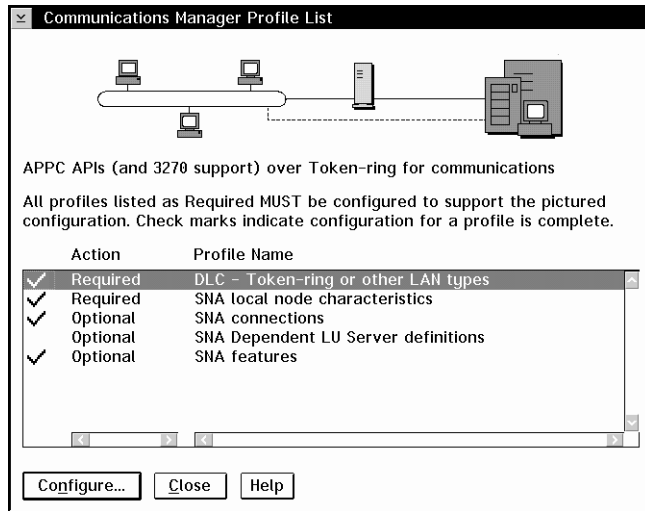 Communications Manager Profile List
APPC APIs (and 3270 support) over Token-ring for communications
All profiles listed as Required MUST be configured to support the pictured
configuration. Check marks indicate configuration for a profile is complete.
Action Profile Name
Required DLC - Token-ring or other LAN types
Required SNA local node characteristics
Optional SNA connections
Optional SNA Dependent LU Server definitions
Optional SNA features
Configure... Close Help